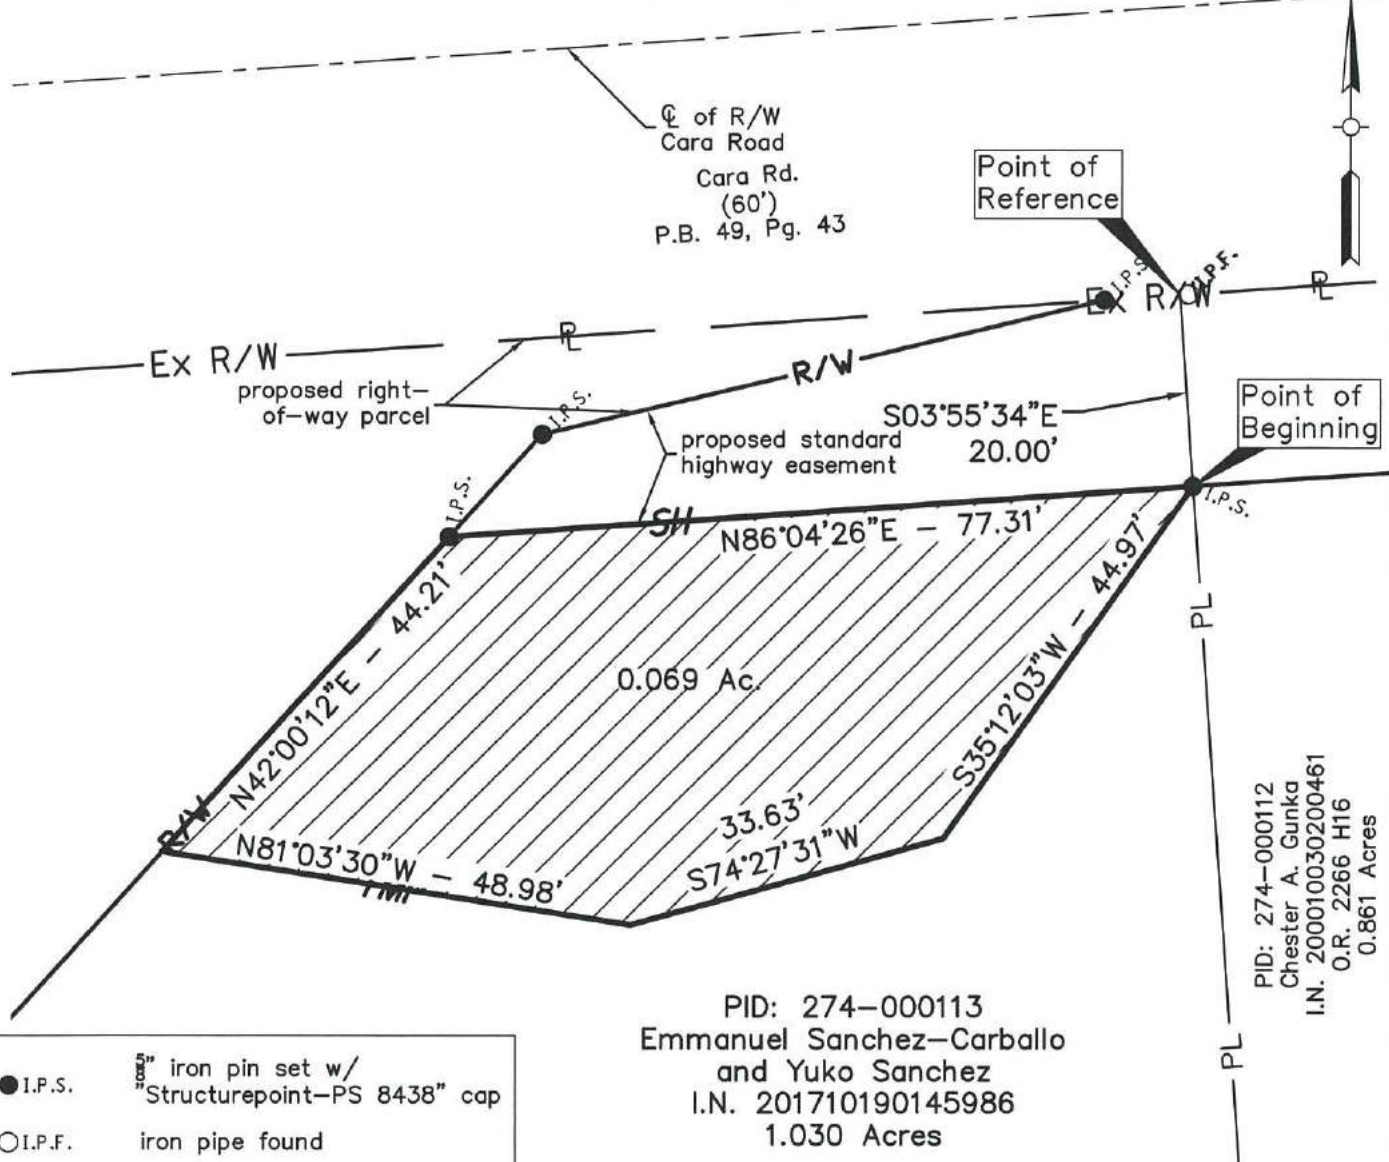 ℄ of R/W
Cara Road
Cara Rd.
(60')
P.B. 49, Pg. 43
Point of
Reference
I.P.S.
I.P.F.
Ex R/W
℄
Ex R/W
℄
proposed right-
of-way parcel
R/W
I.P.S.
proposed standard
highway easement
S03°55'34"E
20.00'
Point of
Beginning
I.P.S.
I.P.S.
SH
N86°04'26"E - 77.31'
44.97'
S35°12'03"W -
N42°00'12"E - 44.21'
0.069 Ac.
PL
R/W
N81°03'30"W - 48.98'
33.63'
S74°27'31"W
PID: 274-000112
Chester A. Gunka
I.N. 200010030200461
O.R. 2266 H16
0.861 Acres
PL
PID: 274-000113
Emmanuel Sanchez-Carballo
and Yuko Sanchez
I.N. 201710190145986
1.030 Acres
I.P.S.
5/8" iron pin set w/
"Structurepoint-PS 8438" cap
I.P.F.
iron pipe found